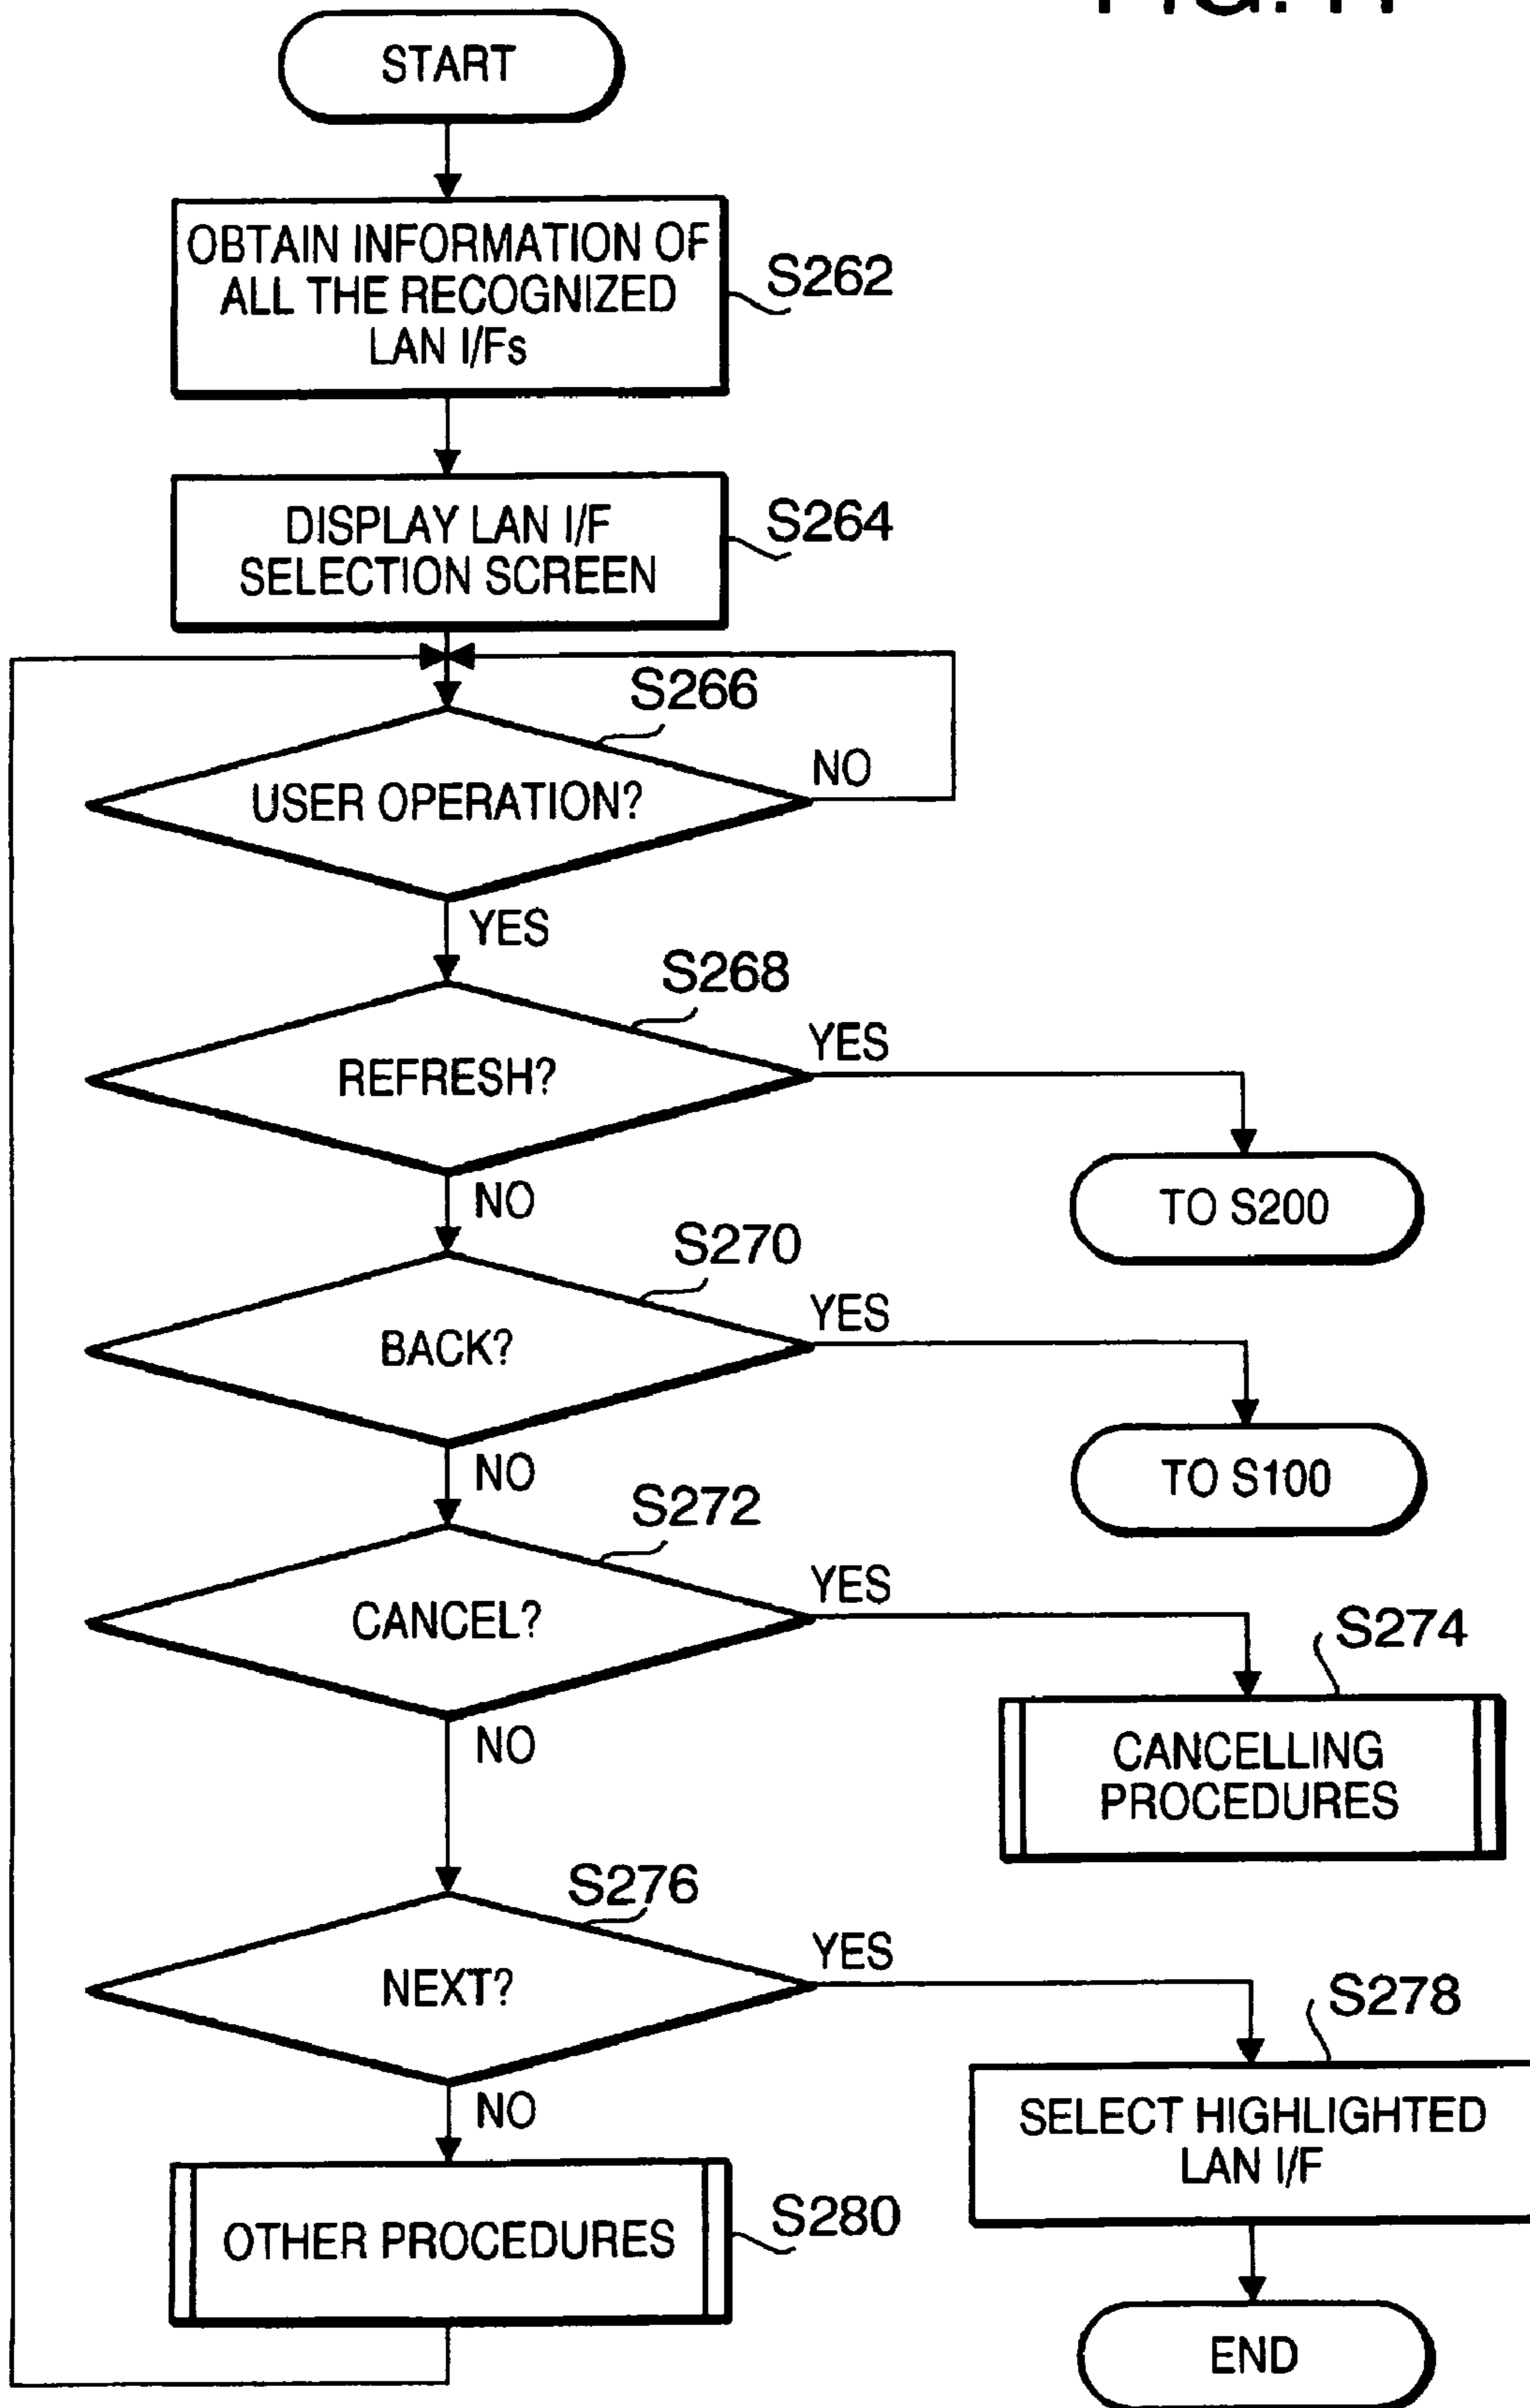 START
OBTAIN INFORMATION OF
ALL THE RECOGNIZED
LAN I/Fs
S262
DISPLAY LAN I/F
SELECTION SCREEN
S264
S266
USER OPERATION?
NO
YES
S268
REFRESH?
YES
TO S200
NO
S270
BACK?
YES
TO S100
NO
S272
CANCEL?
YES
S274
CANCELLING
PROCEDURES
NO
S276
NEXT?
YES
S278
SELECT HIGHLIGHTED
LAN I/F
NO
OTHER PROCEDURES
S280
END